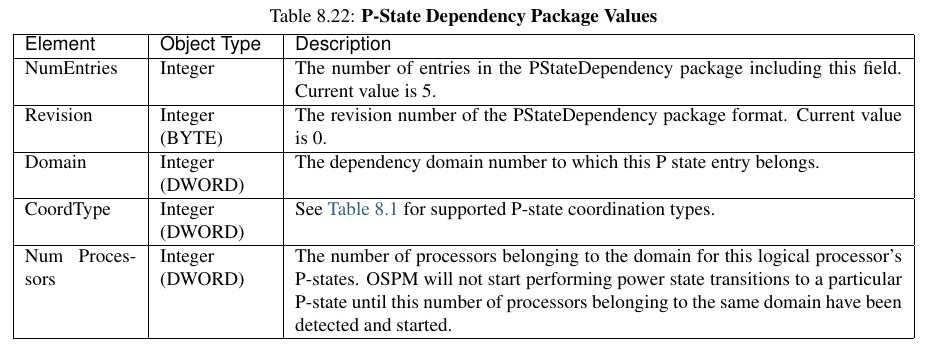 Table 8.22: P-State Dependency Package Values
Element Object Type Description
NumEntries Integer The number of entries in the PStateDependency package including this field.
Current value is 5.
Revision Integer The revision number of the PStateDependency package format. Current value
(BYTE) is 0.
Domain Integer The dependency domain number to which this P state entry belongs.
(DWORD)
CoordType Integer See Table 8.1 for supported P-state coordination types.
(DWORD)
Num Proces- Integer The number of processors belonging to the domain for this logical processor's
sors (DWORD) P-states. OSPM will not start performing power state transitions to a particular
P-state until this number of processors belonging to the same domain have been
detected and started.